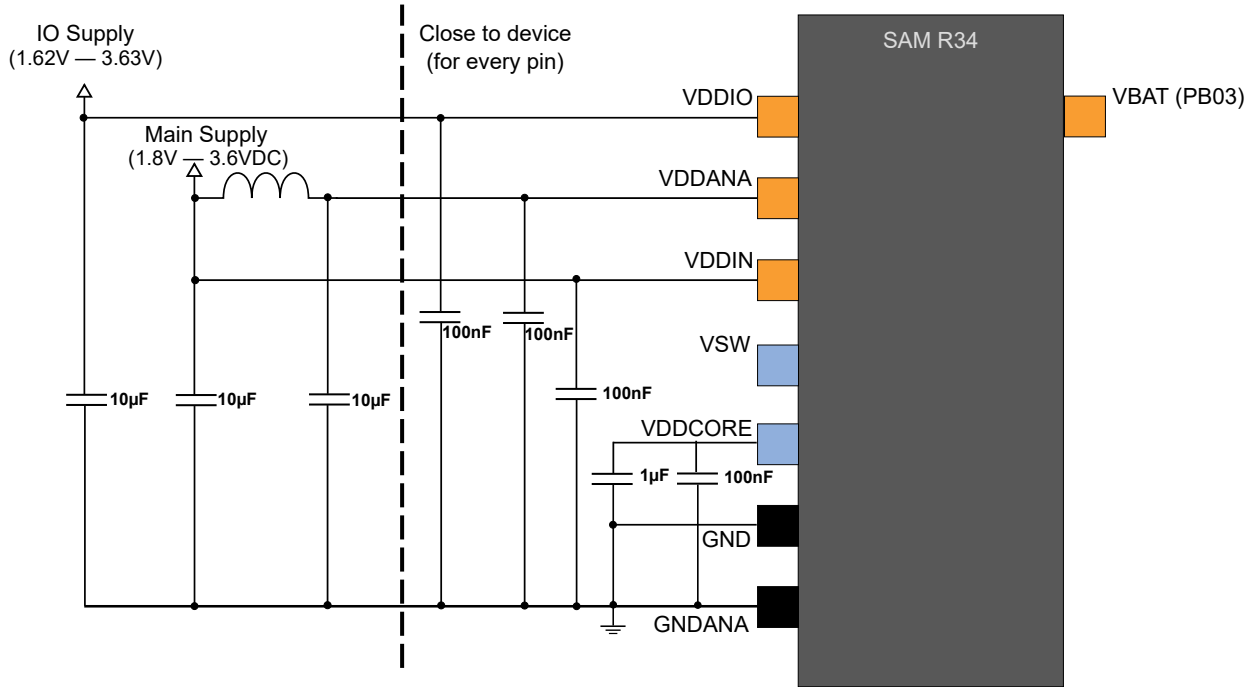 IO Supply
(1.62V — 3.63V)
Close to device
(for every pin)
SAM R34
VDDIO
VBAT (PB03)
Main Supply
(1.8V — 3.6VDC)
VDDANA
VDDIN
100nF
100nF
VSW
10µF
10µF
10µF
100nF
VDDCORE
1µF
100nF
GND
GNDANA